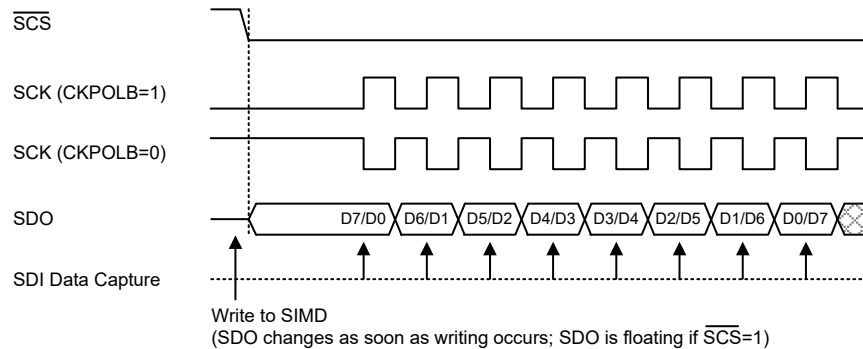 SCS
SCK (CKPOLB=1)
SCK (CKPOLB=0)
SDO
D7/D0 D6/D1 D5/D2 D4/D3 D3/D4 D2/D5 D1/D6 D0/D7
SDI Data Capture
Write to SIMD
(SDO changes as soon as writing occurs; SDO is floating if SCS=1)